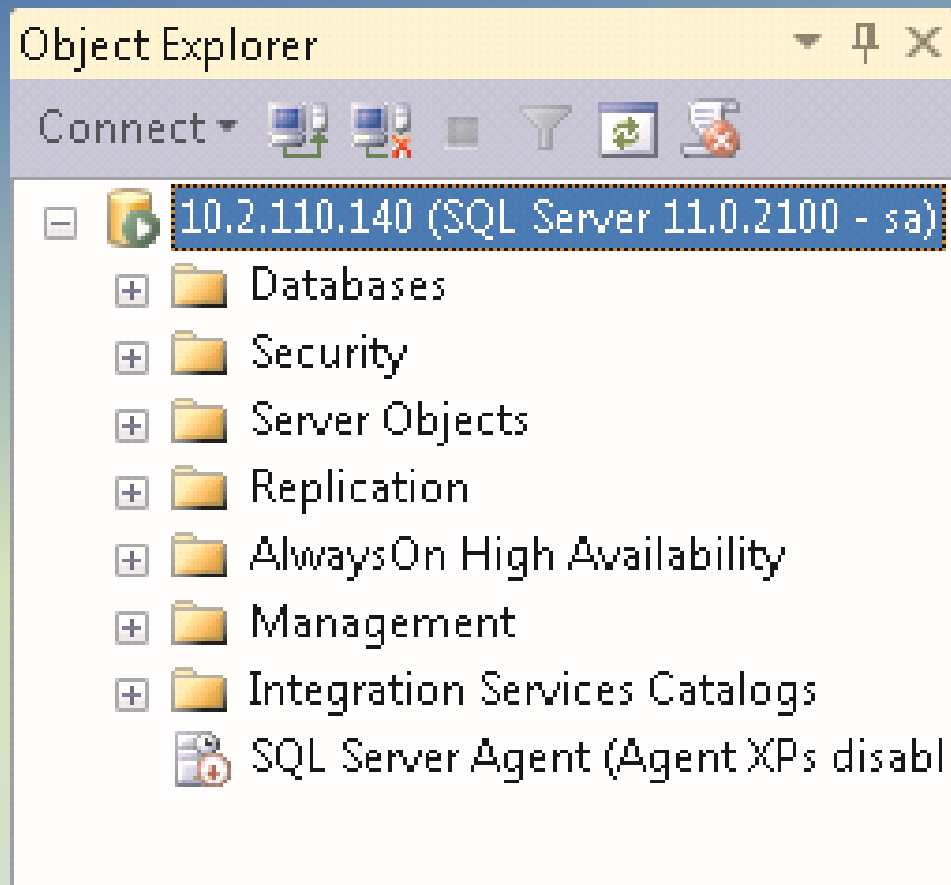 Object Explorer
Connect
10.2.110.140 (SQL Server 11.0.2100 - sa)
Databases
Security
Server Objects
Replication
AlwaysOn High Availability
Management
Integration Services Catalogs
SQL Server Agent (Agent XPs disabl